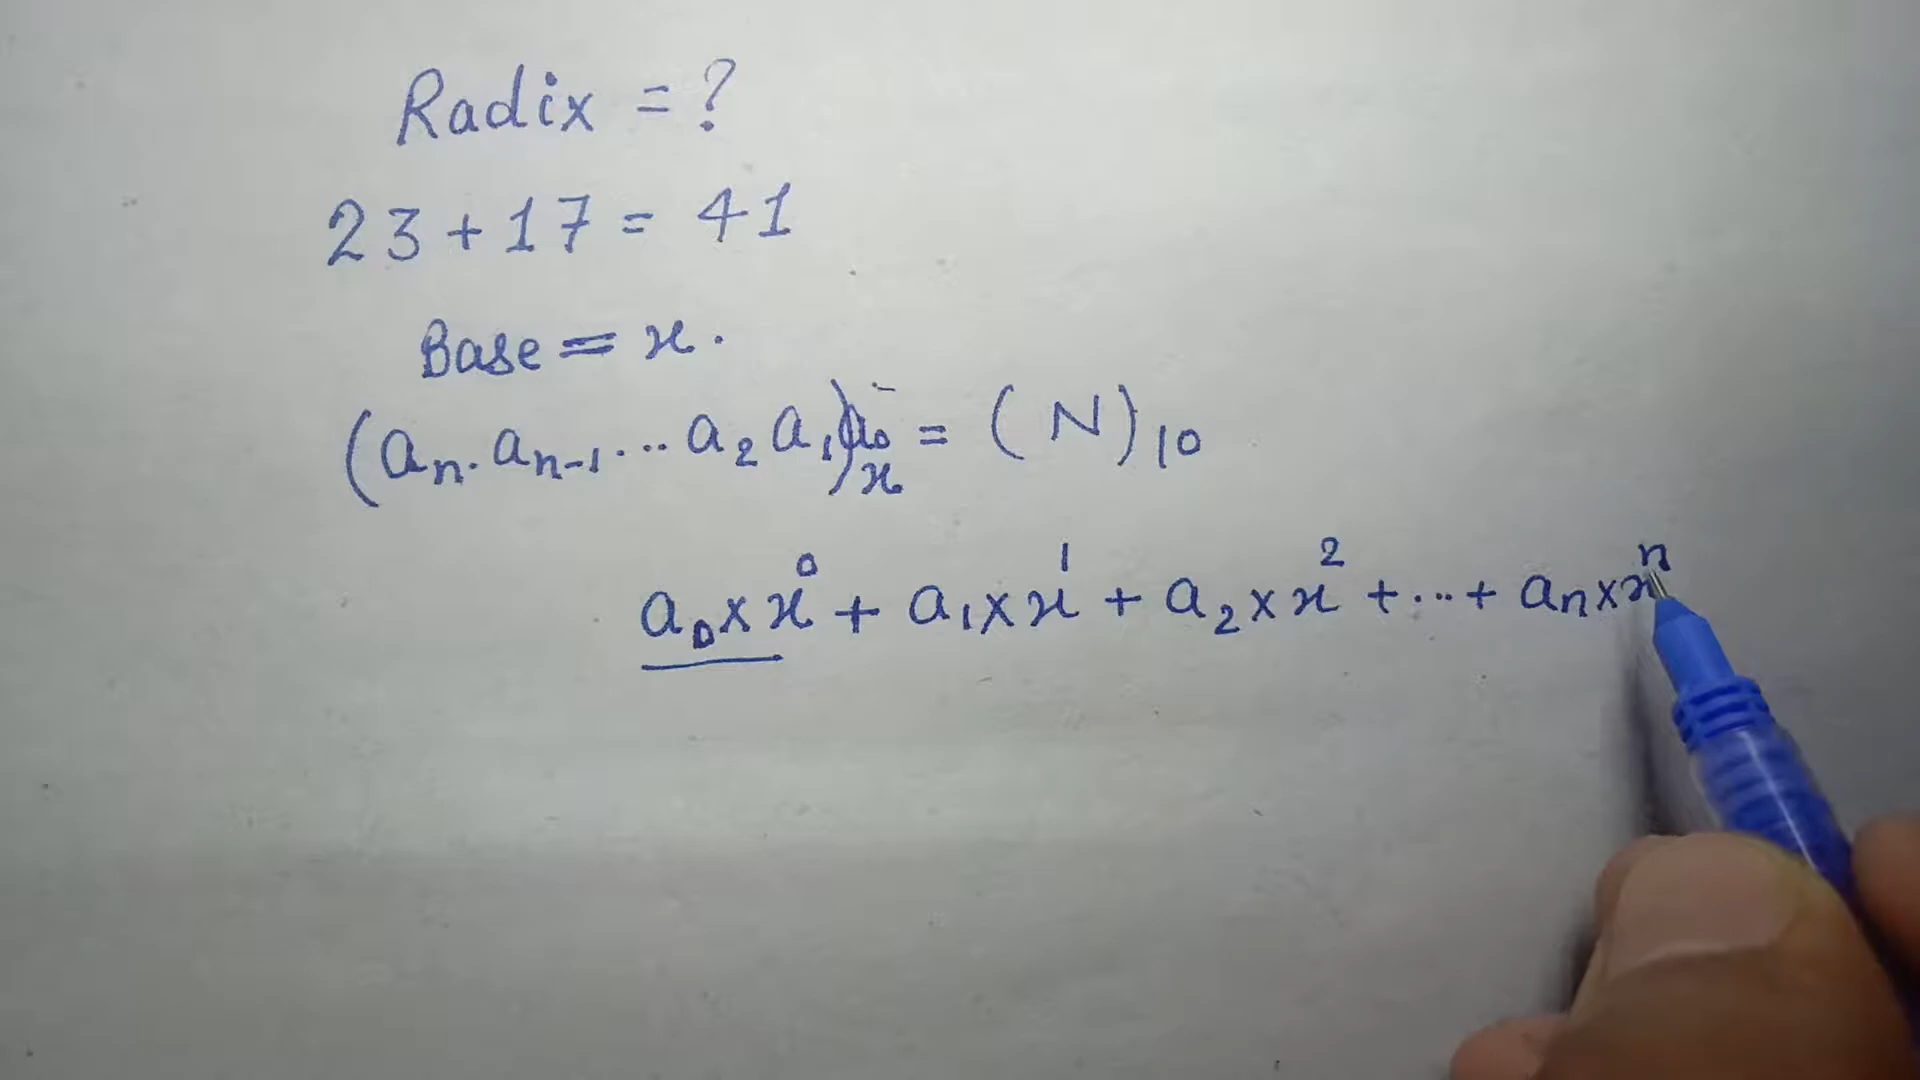 Radix = ?
23 + 17 = 41
Base = x.
(aₙ. aₙ₋₁ ... a₂ a₁ a₀)ₓ = (N)₁₀
a₀ × x⁰ + a₁ × x¹ + a₂ × x² + ... + aₙ × xⁿ